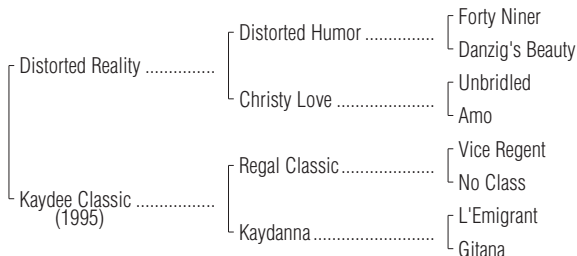 Forty Niner
Distorted Humor ...............
Danzig's Beauty
Distorted Reality ...............
Unbridled
Christy Love .....................
Amo
Vice Regent
Regal Classic ....................
No Class
Kaydee Classic .................
(1995)
L'Emigrant
Kaydanna ..........................
Gitana